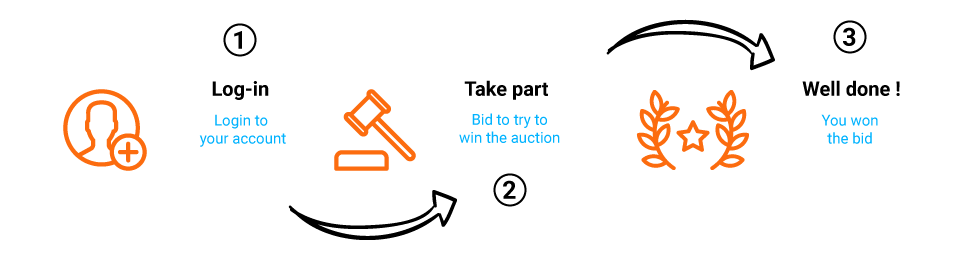 1
Log-in
Login to
your account
Take part
Bid to try to
win the auction
2
3
Well done !
You won
the bid